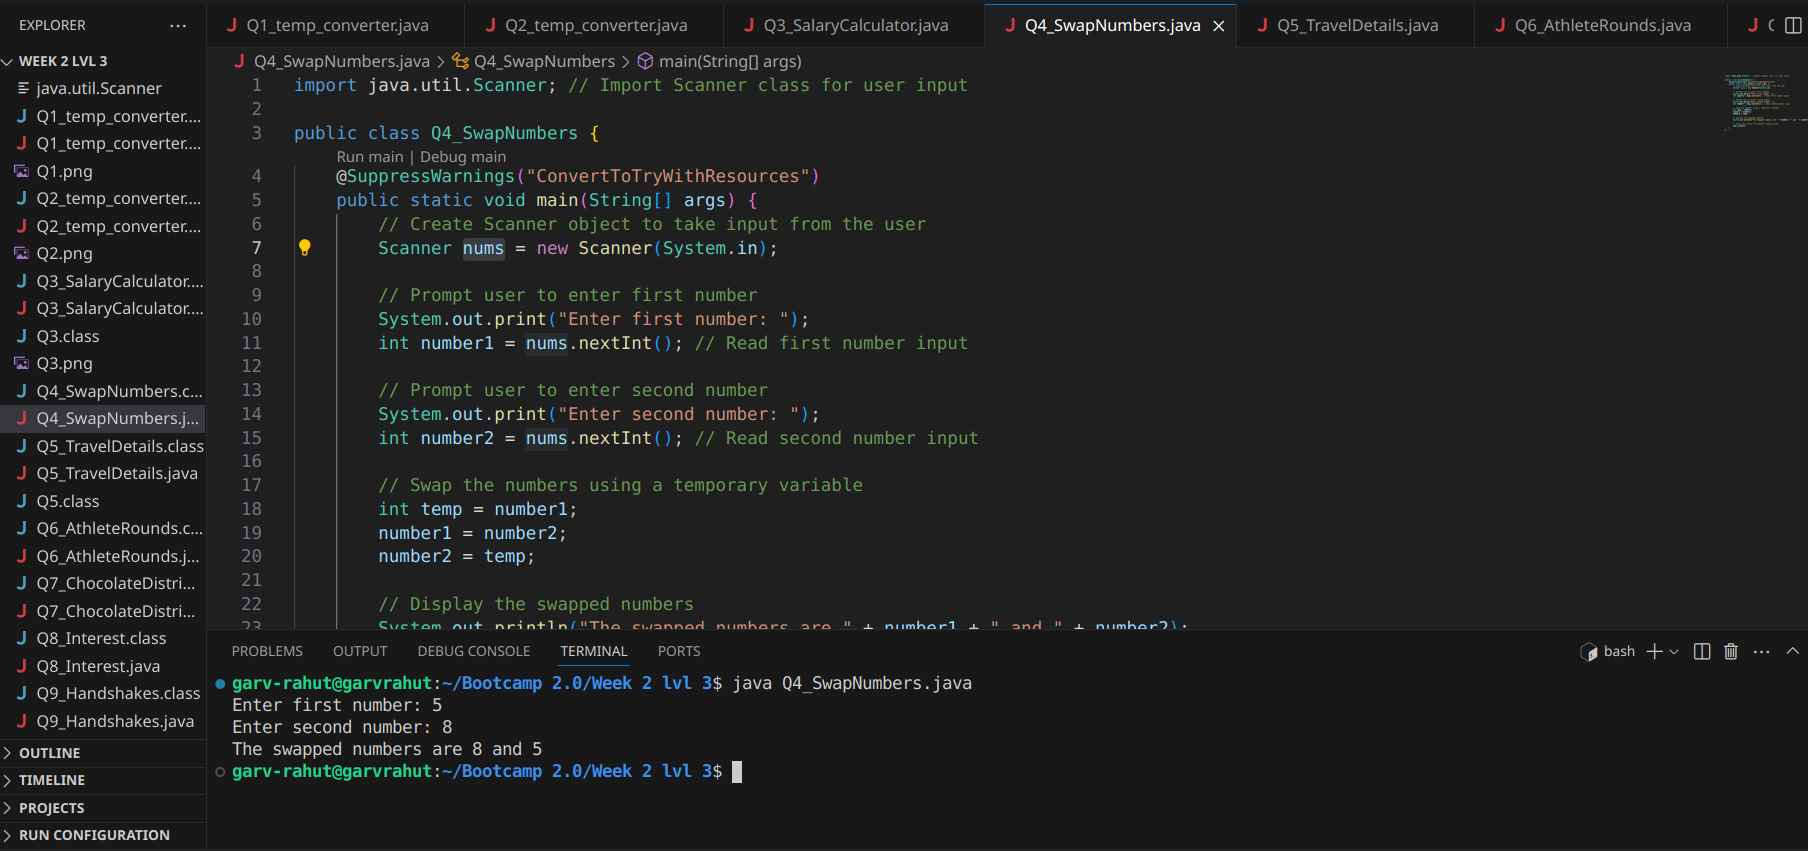 EXPLORER
Q1_temp_converter.java
Q2_temp_converter.java
Q3_SalaryCalculator.java
Q4_SwapNumbers.java
Q5_TravelDetails.java
Q6_AthleteRounds.java
WEEK 2 LVL 3
java.util.Scanner
Q1_temp_converter....
Q1_temp_converter....
Q1.png
Q2_temp_converter....
Q2_temp_converter....
Q2.png
Q3_SalaryCalculator....
Q3_SalaryCalculator....
Q3.class
Q3.png
Q4_SwapNumbers.c...
Q4_SwapNumbers.j...
Q5_TravelDetails.class
Q5_TravelDetails.java
Q5.class
Q6_AthleteRounds.c...
Q6_AthleteRounds.j...
Q7_ChocolateDistri...
Q7_ChocolateDistri...
Q8_Interest.class
Q8_Interest.java
Q9_Handshakes.class
Q9_Handshakes.java
OUTLINE
TIMELINE
PROJECTS
RUN CONFIGURATION
Q4_SwapNumbers.java > Q4_SwapNumbers > main(String[] args)
1 import java.util.Scanner; // Import Scanner class for user input
2
3 public class Q4_SwapNumbers {
Run main | Debug main
4 @SuppressWarnings("ConvertToTryWithResources")
5 public static void main(String[] args) {
6 // Create Scanner object to take input from the user
7 Scanner nums = new Scanner(System.in);
8
9 // Prompt user to enter first number
10 System.out.print("Enter first number: ");
11 int number1 = nums.nextInt(); // Read first number input
12
13 // Prompt user to enter second number
14 System.out.print("Enter second number: ");
15 int number2 = nums.nextInt(); // Read second number input
16
17 // Swap the numbers using a temporary variable
18 int temp = number1;
19 number1 = number2;
20 number2 = temp;
21
22 // Display the swapped numbers
23 System.out.println("The swapped numbers are " + number1 + " and " + number2);
PROBLEMS OUTPUT DEBUG CONSOLE TERMINAL PORTS
bash
garv-rahut@garvrahut:~/Bootcamp 2.0/Week 2 lvl 3$ java Q4_SwapNumbers.java
Enter first number: 5
Enter second number: 8
The swapped numbers are 8 and 5
garv-rahut@garvrahut:~/Bootcamp 2.0/Week 2 lvl 3$